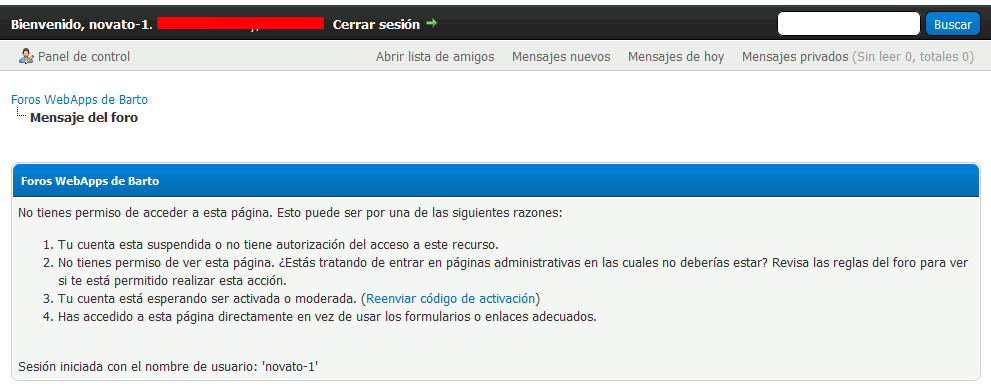 Bienvenido, novato-1. Cerrar sesión
Buscar
Panel de control Abrir lista de amigos Mensajes nuevos Mensajes de hoy Mensajes privados (Sin leer 0, totales 0)
Foros WebApps de Barto
Mensaje del foro
Foros WebApps de Barto
No tienes permiso de acceder a esta página. Esto puede ser por una de las siguientes razones:
1. Tu cuenta esta suspendida o no tiene autorización del acceso a este recurso.
2. No tienes permiso de ver esta página. ¿Estás tratando de entrar en páginas administrativas en las cuales no deberías estar? Revisa las reglas del foro para ver
si te está permitido realizar esta acción.
3. Tu cuenta está esperando ser activada o moderada. (Reenviar código de activación)
4. Has accedido a esta página directamente en vez de usar los formularios o enlaces adecuados.
Sesión iniciada con el nombre de usuario: 'novato-1'